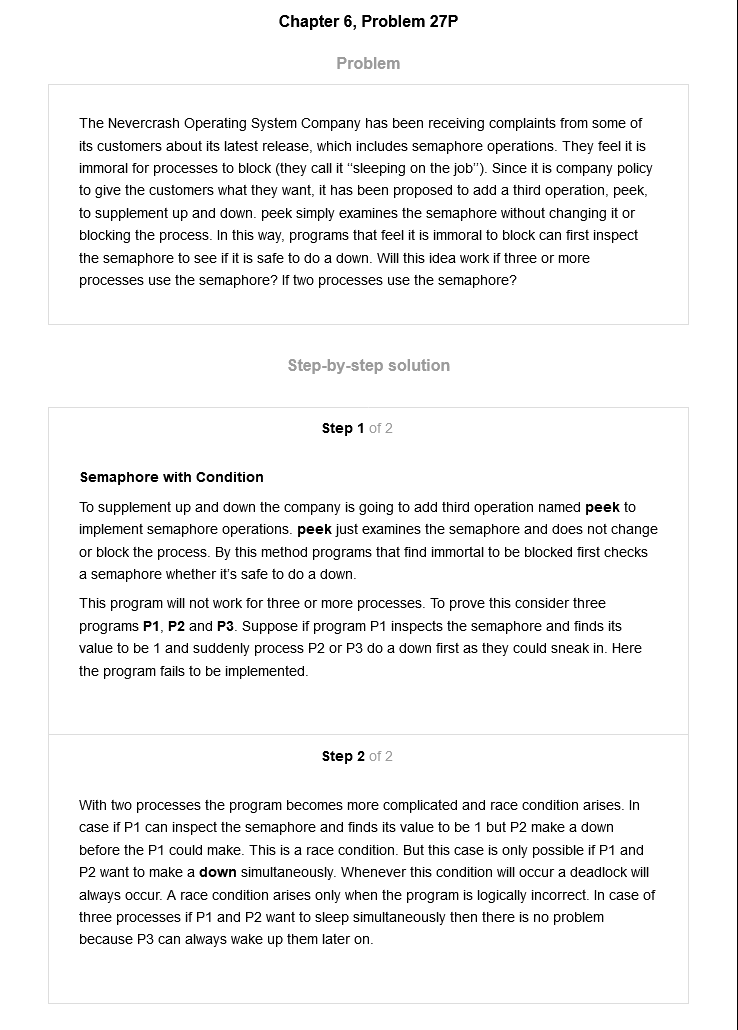 Chapter 6, Problem 27P
Problem
The Nevercrash Operating System Company has been receiving complaints from some of
its customers about its latest release, which includes semaphore operations. They feel it is
immoral for processes to block (they call it “sleeping on the job”). Since it is company policy
to give the customers what they want, it has been proposed to add a third operation, peek,
to supplement up and down. peek simply examines the semaphore without changing it or
blocking the process. In this way, programs that feel it is immoral to block can first inspect
the semaphore to see if it is safe to do a down. Will this idea work if three or more
processes use the semaphore? If two processes use the semaphore?
Step-by-step solution
Step 1 of 2
Semaphore with Condition
To supplement up and down the company is going to add third operation named peek to
implement semaphore operations. peek just examines the semaphore and does not change
or block the process. By this method programs that find immortal to be blocked first checks
a semaphore whether it’s safe to do a down.
This program will not work for three or more processes. To prove this consider three
programs P1, P2 and P3. Suppose if program P1 inspects the semaphore and finds its
value to be 1 and suddenly process P2 or P3 do a down first as they could sneak in. Here
the program fails to be implemented.
Step 2 of 2
With two processes the program becomes more complicated and race condition arises. In
case if P1 can inspect the semaphore and finds its value to be 1 but P2 make a down
before the P1 could make. This is a race condition. But this case is only possible if P1 and
P2 want to make a down simultaneously. Whenever this condition will occur a deadlock will
always occur. A race condition arises only when the program is logically incorrect. In case of
three processes if P1 and P2 want to sleep simultaneously then there is no problem
because P3 can always wake up them later on.